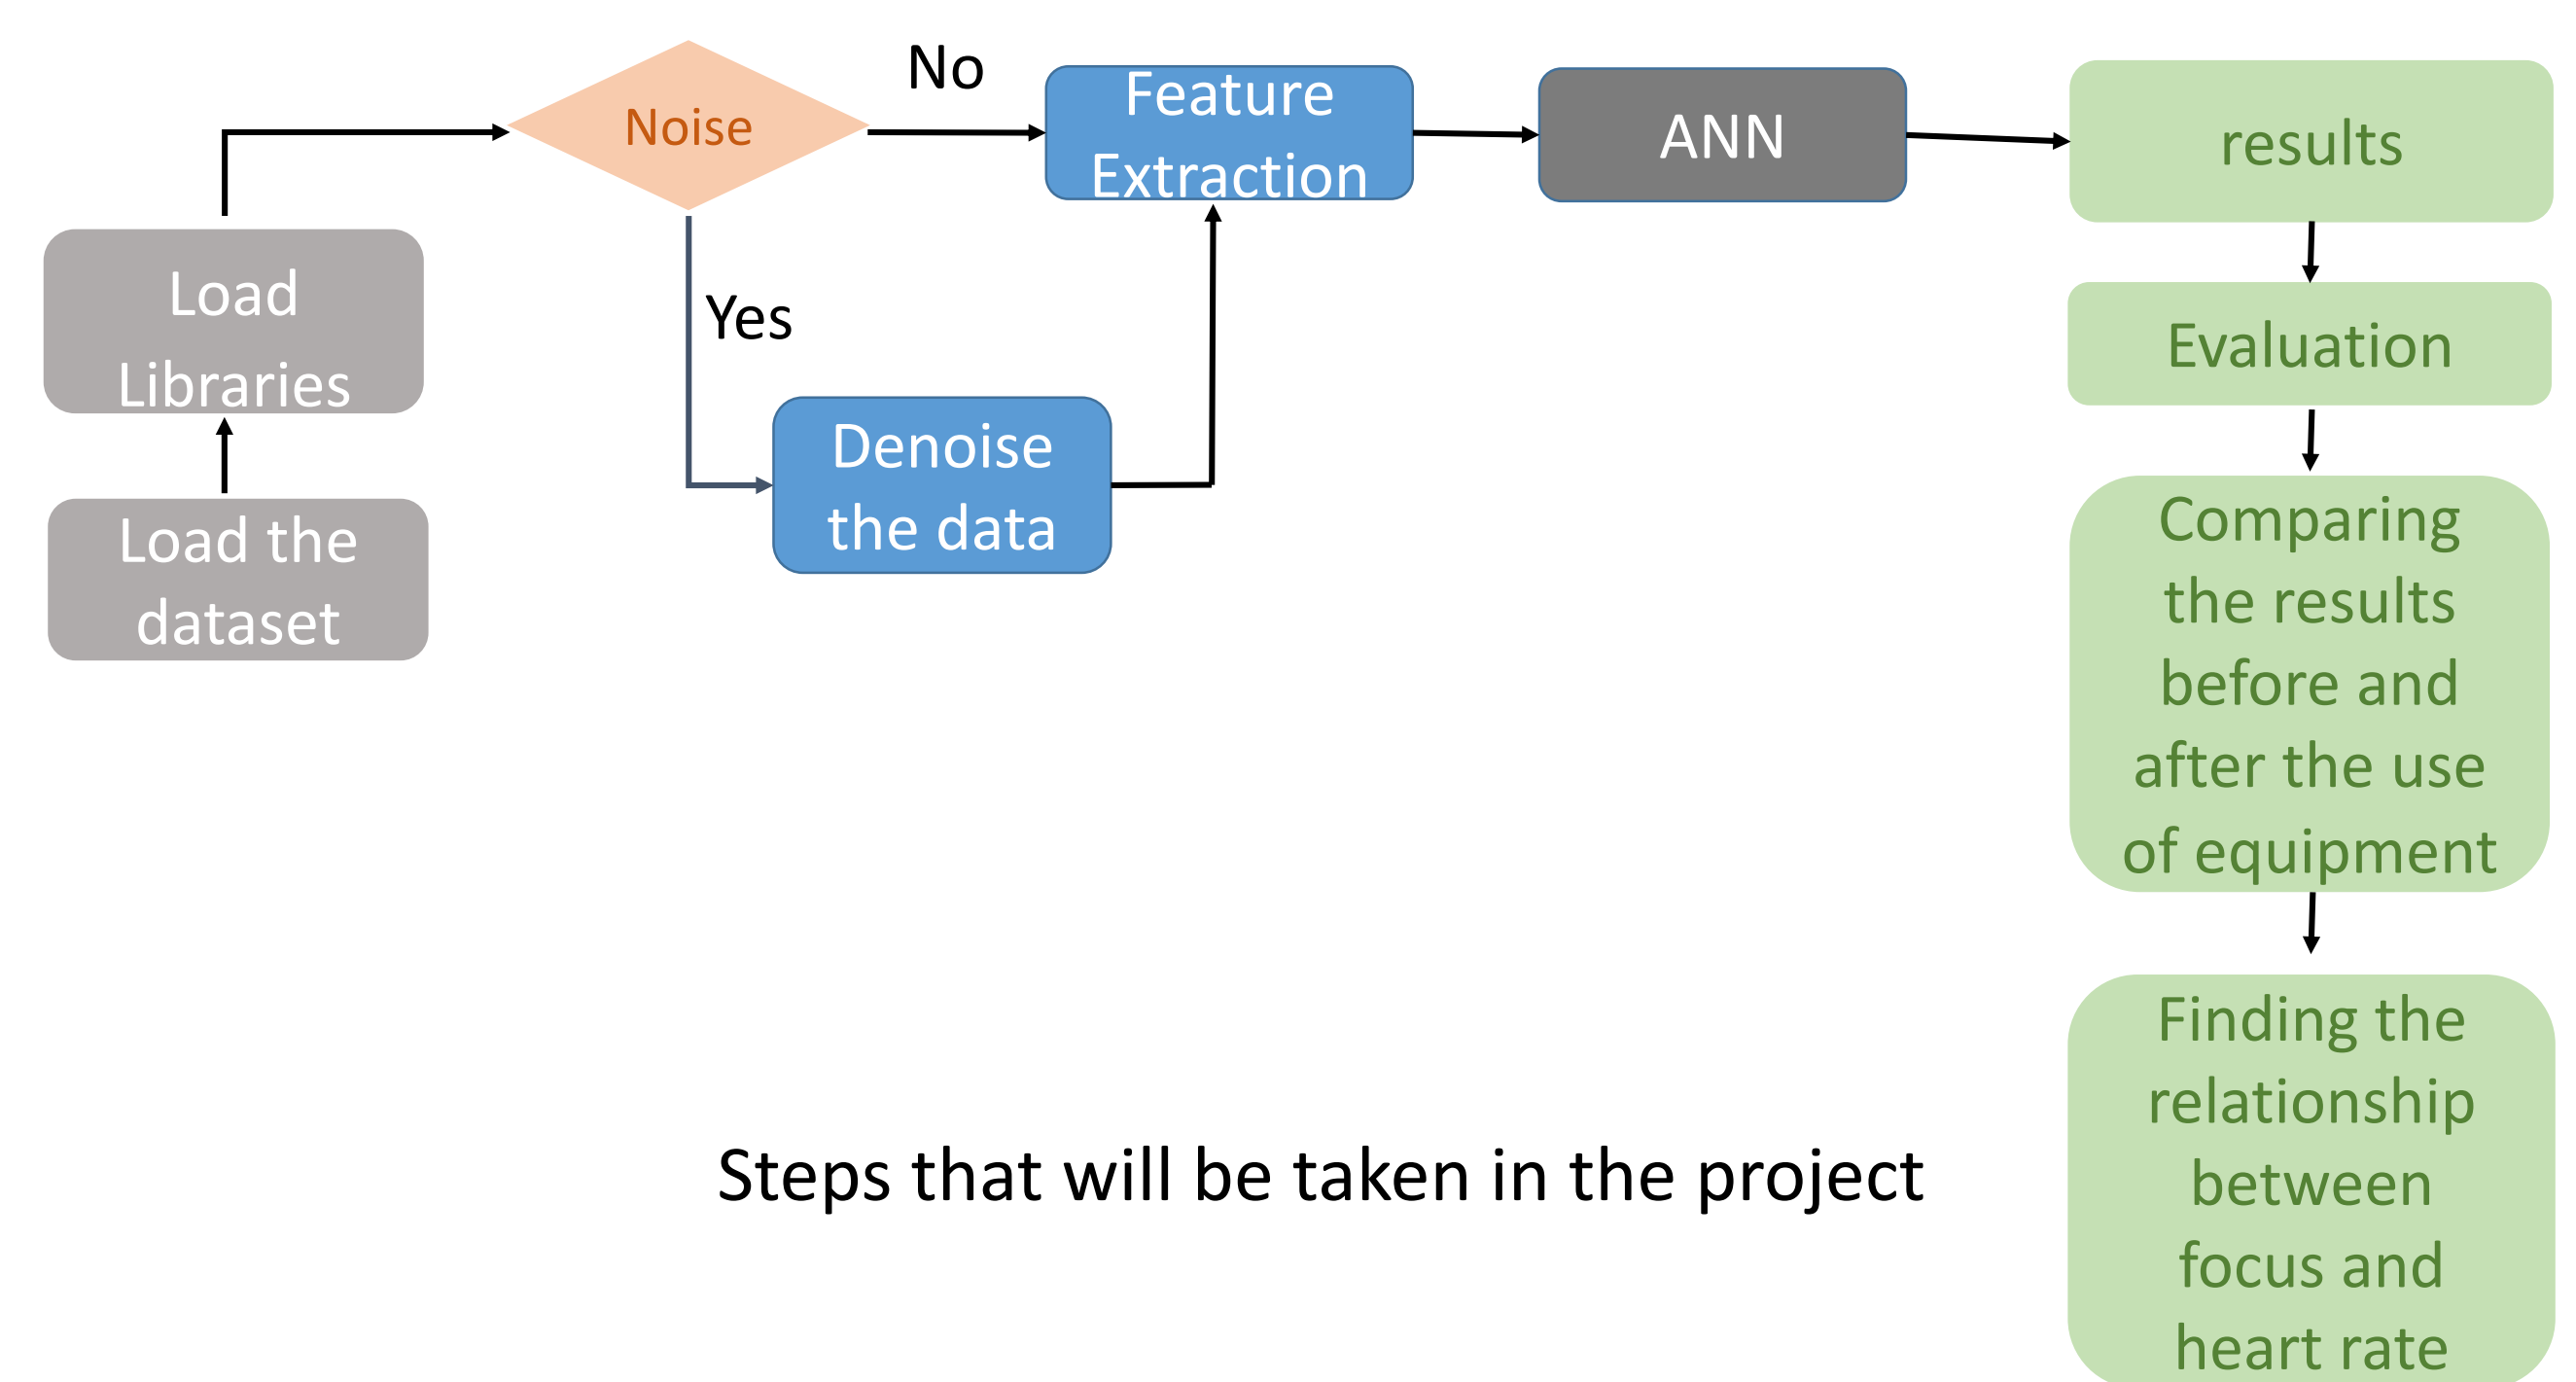 Load the
dataset
Load
Libraries
Noise
No
Yes
Denoise
the data
Feature
Extraction
ANN
results
Evaluation
Comparing
the results
before and
after the use
of equipment
Finding the
relationship
between
focus and
heart rate
Steps that will be taken in the project